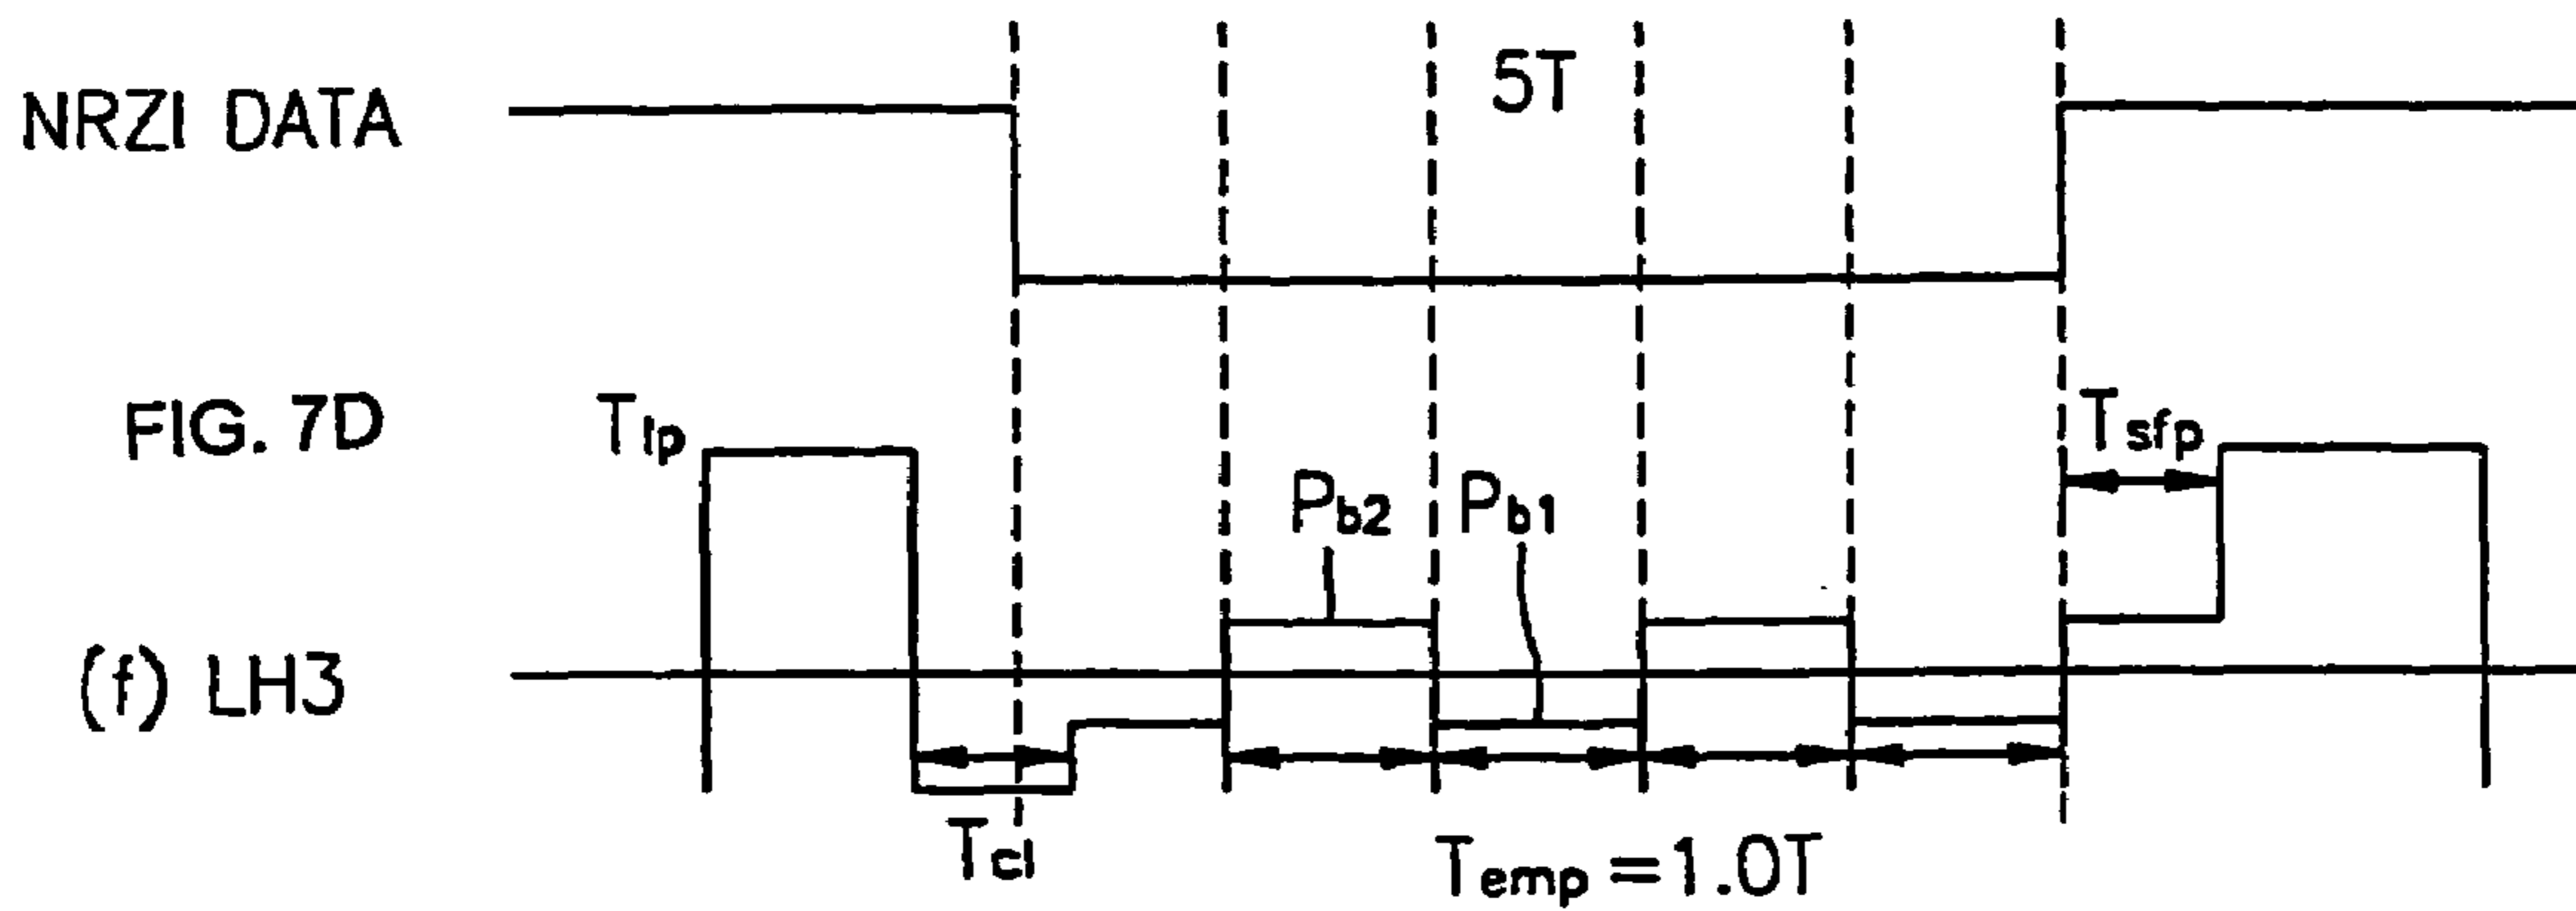 5T
NRZI DATA
FIG. 7D
Tlp
Tsfp
Pb2
Pb1
(f) LH3
Tcl
Temp = 1.0T